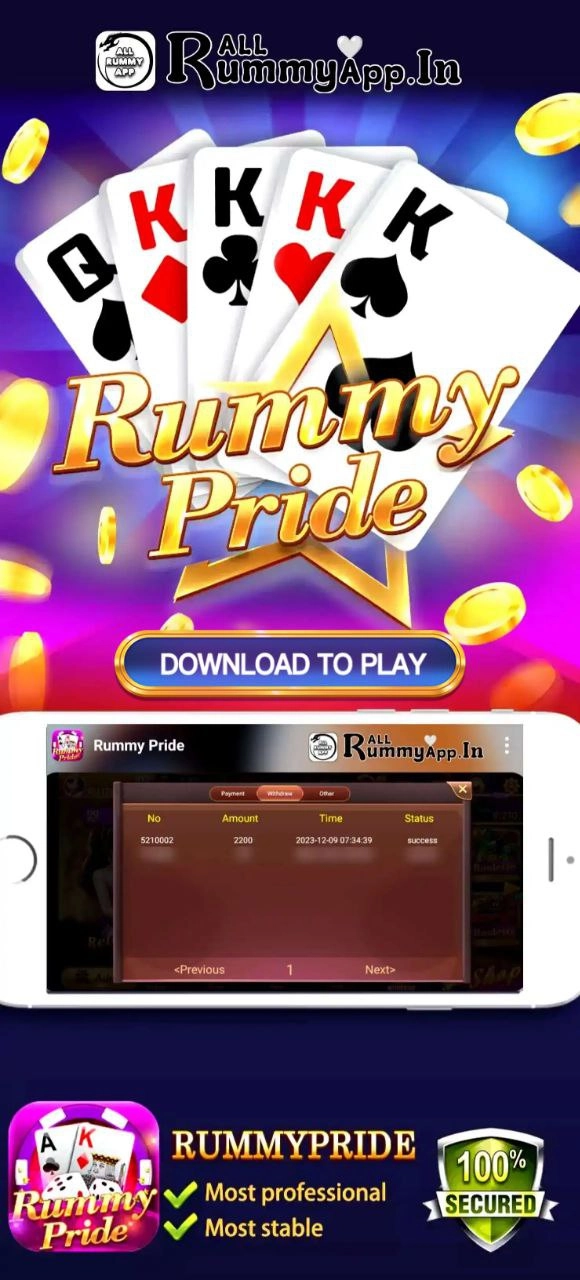 ALL
RUMMY
APP
ALL
RummyApp.In
Q K K K K
Rummy
Pride
DOWNLOAD TO PLAY
Rummy Pride
ALL
RummyApp.In
Payment Withdraw Other
No Amount Time Status
5210002 2200 2023-12-09 07:34:39 success
<Previous 1 Next>
A K
Rummy
Pride
RUMMYPRIDE
Most professional
Most stable
100%
SECURED